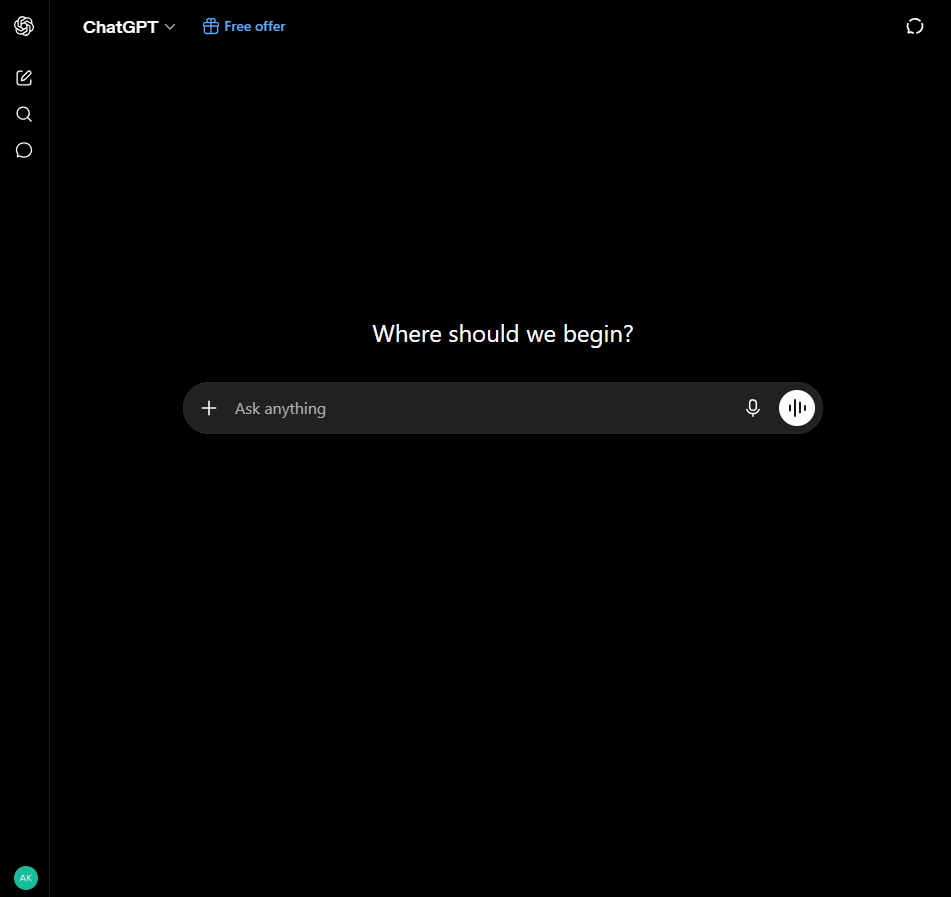 ChatGPT
Free offer
Where should we begin?
Ask anything
AK